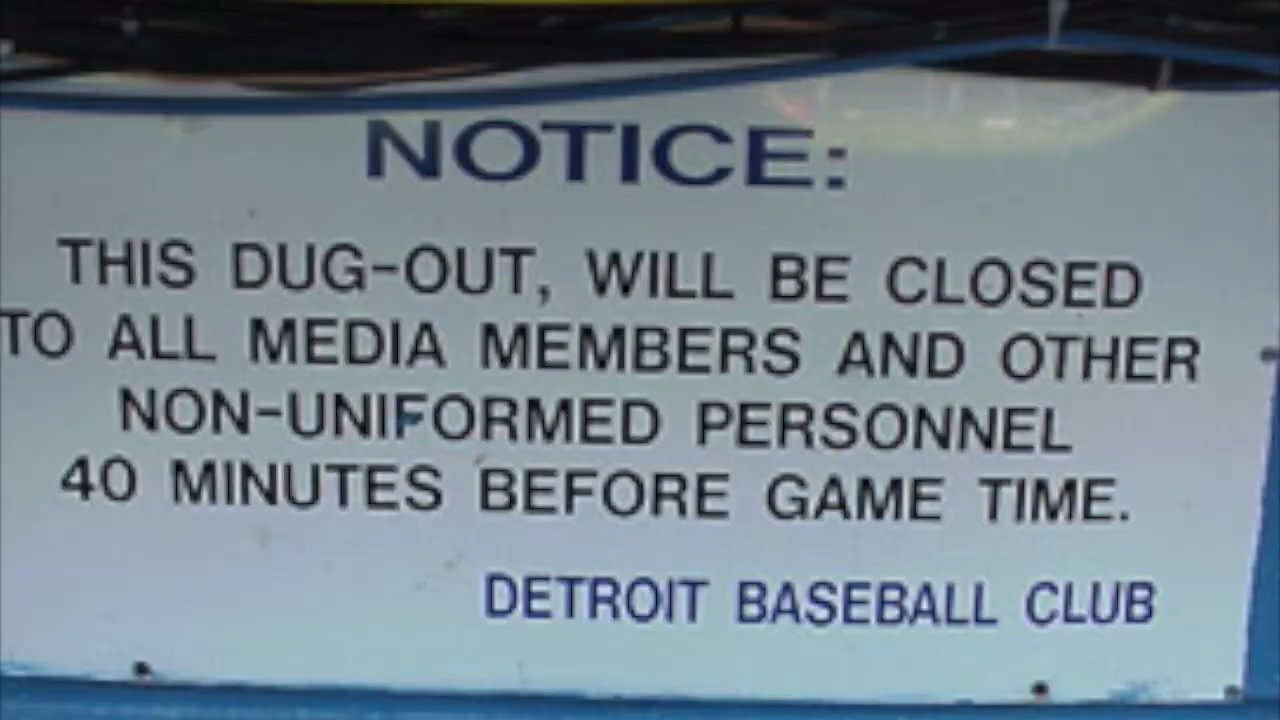 NOTICE:
THIS DUG-OUT, WILL BE CLOSED
TO ALL MEDIA MEMBERS AND OTHER
NON-UNIFORMED PERSONNEL
40 MINUTES BEFORE GAME TIME.
DETROIT BASEBALL CLUB